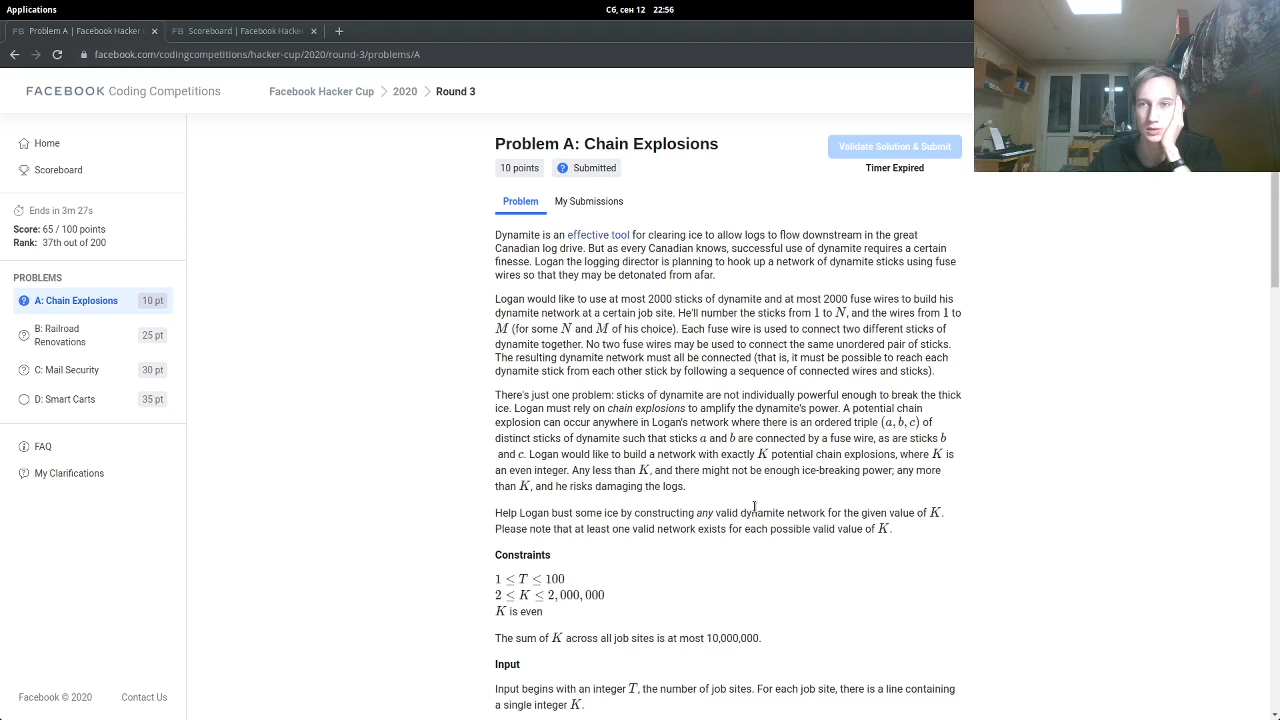 Applications
Сб, сен 12 22:56
Problem A | Facebook Hacker
Scoreboard | Facebook Hacker
facebook.com/codingcompetitions/hacker-cup/2020/round-3/problems/A
FACEBOOK Coding Competitions
Facebook Hacker Cup
2020
Round 3
Home
Scoreboard
Ends in 3m 27s
Score: 65 / 100 points
Rank: 37th out of 200
PROBLEMS
A: Chain Explosions 10 pt
B: Railroad
Renovations
25 pt
C: Mail Security 30 pt
D: Smart Carts 35 pt
FAQ
My Clarifications
Facebook © 2020 Contact Us
Problem A: Chain Explosions
Validate Solution & Submit
10 points
Submitted
Timer Expired
Problem My Submissions
Dynamite is an effective tool for clearing ice to allow logs to flow downstream in the great
Canadian log drive. But as every Canadian knows, successful use of dynamite requires a certain
finesse. Logan the logging director is planning to hook up a network of dynamite sticks using fuse
wires so that they may be detonated from afar.
Logan would like to use at most 2000 sticks of dynamite and at most 2000 fuse wires to build his
dynamite network at a certain job site. He'll number the sticks from 1 to N, and the wires from 1 to
M (for some N and M of his choice). Each fuse wire is used to connect two different sticks of
dynamite together. No two fuse wires may be used to connect the same unordered pair of sticks.
The resulting dynamite network must all be connected (that is, it must be possible to reach each
dynamite stick from each other stick by following a sequence of connected wires and sticks).
There's just one problem: sticks of dynamite are not individually powerful enough to break the thick
ice. Logan must rely on chain explosions to amplify the dynamite's power. A potential chain
explosion can occur anywhere in Logan's network where there is an ordered triple (a, b, c) of
distinct sticks of dynamite such that sticks a and b are connected by a fuse wire, as are sticks b
and c. Logan would like to build a network with exactly K potential chain explosions, where K is
an even integer. Any less than K, and there might not be enough ice-breaking power; any more
than K, and he risks damaging the logs.
Help Logan bust some ice by constructing any valid dynamite network for the given value of K.
Please note that at least one valid network exists for each possible valid value of K.
Constraints
1 ≤ T ≤ 100
2 ≤ K ≤ 2,000,000
K is even
The sum of K across all job sites is at most 10,000,000.
Input
Input begins with an integer T, the number of job sites. For each job site, there is a line containing
a single integer K.